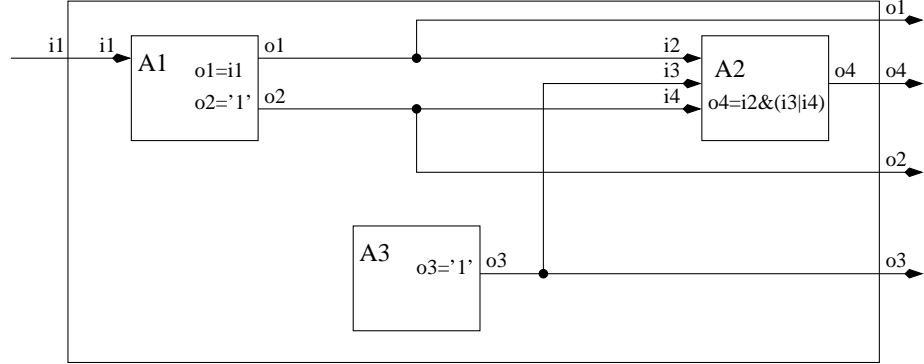 o1
i1 i1 o1 i2 o4 o4
A1 o1=i1 i3 A2
o2='1' o2 i4 o4=i2&(i3|i4)
o2
A3 o3='1' o3 o3